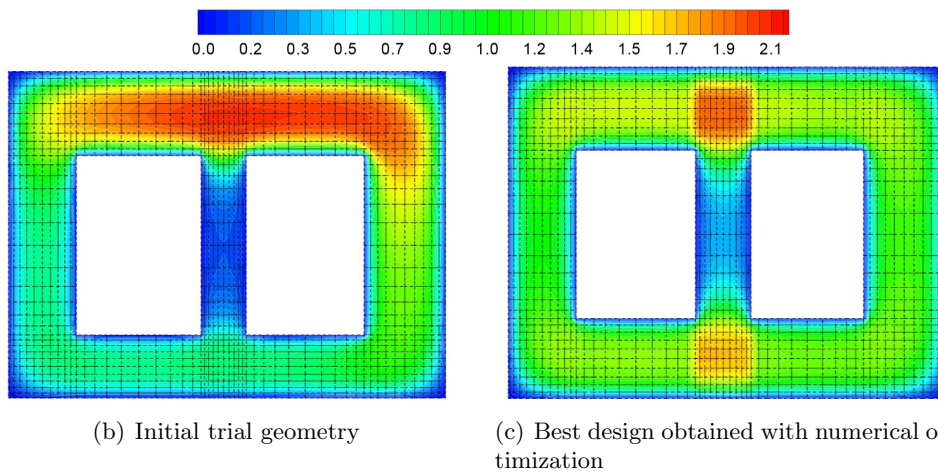 0.0 0.2 0.3 0.5 0.7 0.9 1.0 1.2 1.4 1.5 1.7 1.9 2.1
(b) Initial trial geometry
(c) Best design obtained with numerical o
timization